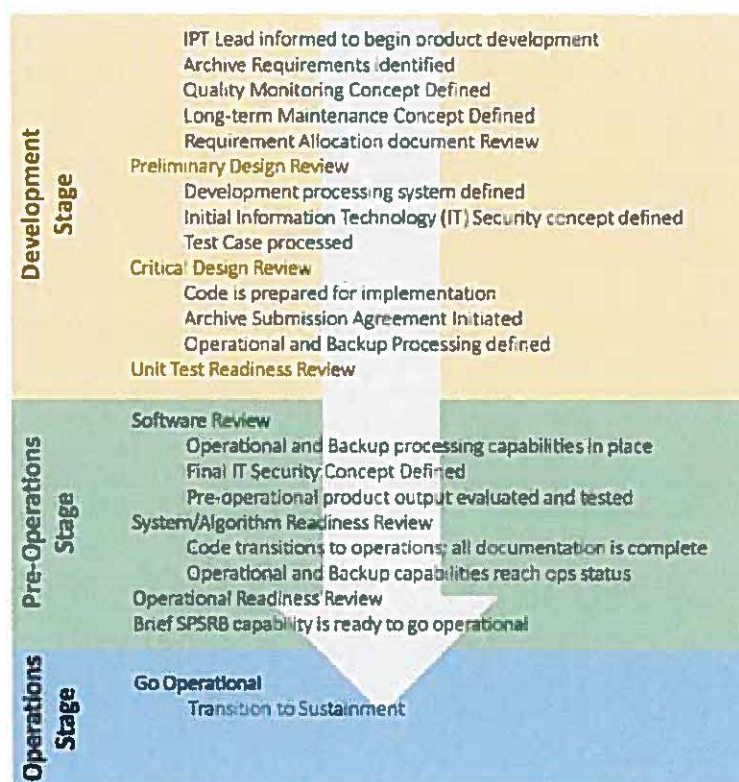 IPT Lead informed to begin product development
Archive Requirements identified
Quality Monitoring Concept Defined
Long-term Maintenance Concept Defined
Requirement Allocation document Review
Preliminary Design Review
Development processing system defined
Initial Information Technology (IT) Security concept defined
Test Case processed
Critical Design Review
Code is prepared for implementation
Archive Submission Agreement Initiated
Operational and Backup Processing defined
Unit Test Readiness Review
Development
Stage
Software Review
Operational and Backup processing capabilities in place
Final IT Security Concept Defined
Pre-operational product output evaluated and tested
System/Algorithm Readiness Review
Code transitions to operations; all documentation is complete
Operational and Backup capabilities reach ops status
Operational Readiness Review
Brief SPSRB capability is ready to go operational
Pre-Operations
Stage
Go Operational
Transition to Sustainment
Operations
Stage